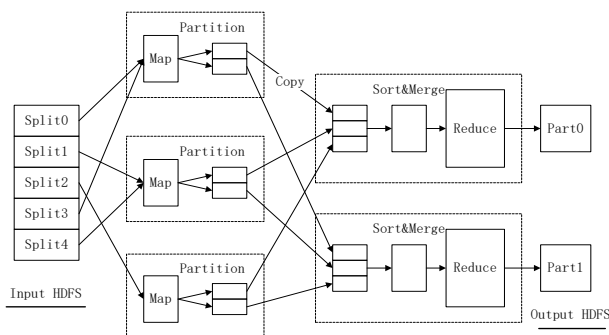 Partition
Map
Copy
Sort&Merge
Split0
Split1
Split2
Split3
Split4
Reduce
Part0
Partition
Map
Sort&Merge
Partition
Map
Reduce
Part1
Input HDFS
Output HDFS